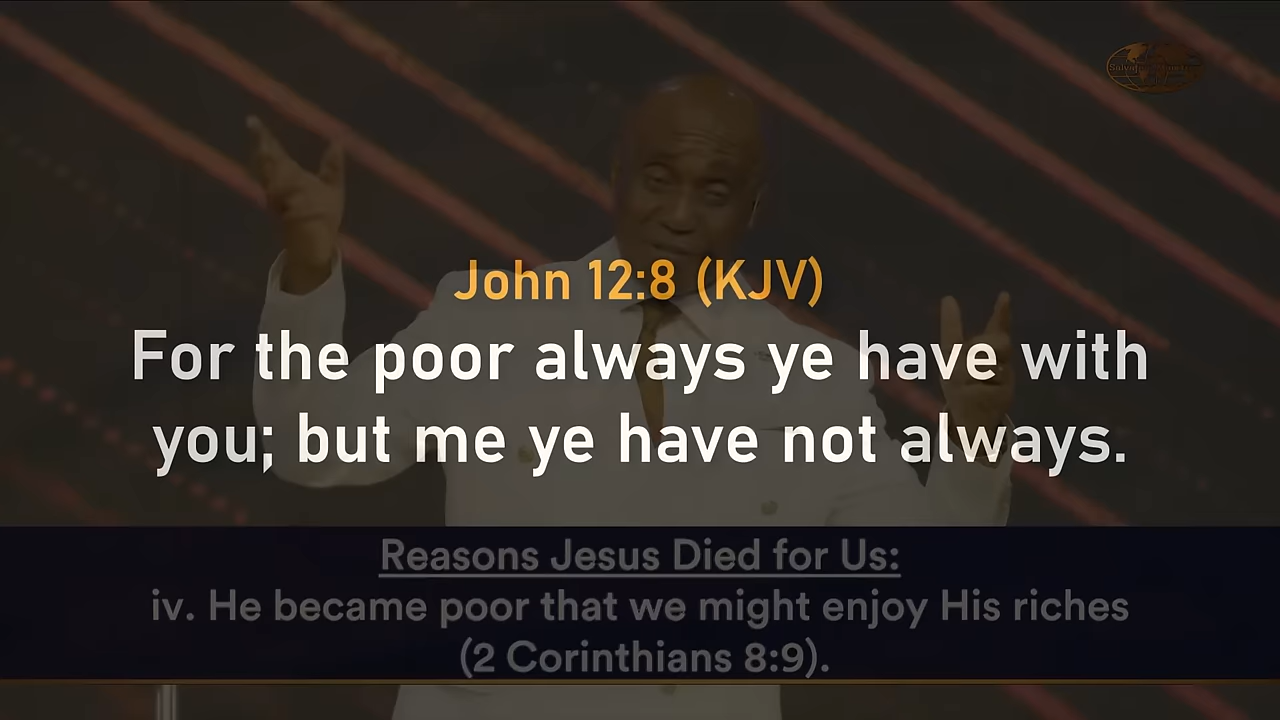 John 12:8 (KJV)
For the poor always ye have with
you; but me ye have not always.
Reasons Jesus Died for Us:
iv. He became poor that we might enjoy His riches
(2 Corinthians 8:9).